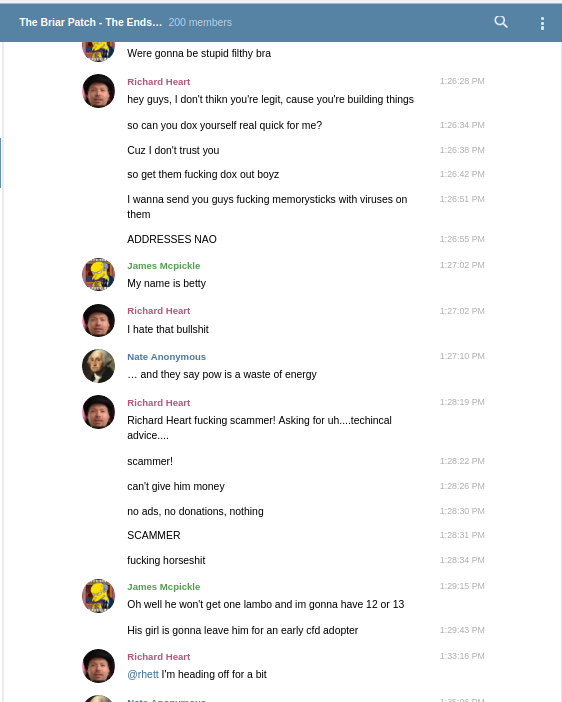 The Briar Patch - The Ends… 200 members
Were gonna be stupid filthy bra
Richard Heart 1:26:28 PM
hey guys, I don't thikn you're legit, cause you're building things
so can you dox yourself real quick for me? 1:26:34 PM
Cuz I don't trust you 1:26:38 PM
so get them fucking dox out boyz 1:26:42 PM
I wanna send you guys fucking memorysticks with viruses on 1:26:51 PM
them
ADDRESSES NAO 1:26:55 PM
James Mcpickle 1:27:02 PM
My name is betty
Richard Heart 1:27:02 PM
I hate that bullshit
Nate Anonymous 1:27:10 PM
… and they say pow is a waste of energy
Richard Heart 1:28:19 PM
Richard Heart fucking scammer! Asking for uh....techincal
advice....
scammer! 1:28:22 PM
can't give him money 1:28:26 PM
no ads, no donations, nothing 1:28:30 PM
SCAMMER 1:28:31 PM
fucking horseshit 1:28:34 PM
James Mcpickle 1:29:15 PM
Oh well he won't get one lambo and im gonna have 12 or 13
His girl is gonna leave him for an early cfd adopter 1:29:43 PM
Richard Heart 1:33:16 PM
@rhett I'm heading off for a bit
Nate Anonymous 1:35:06 PM